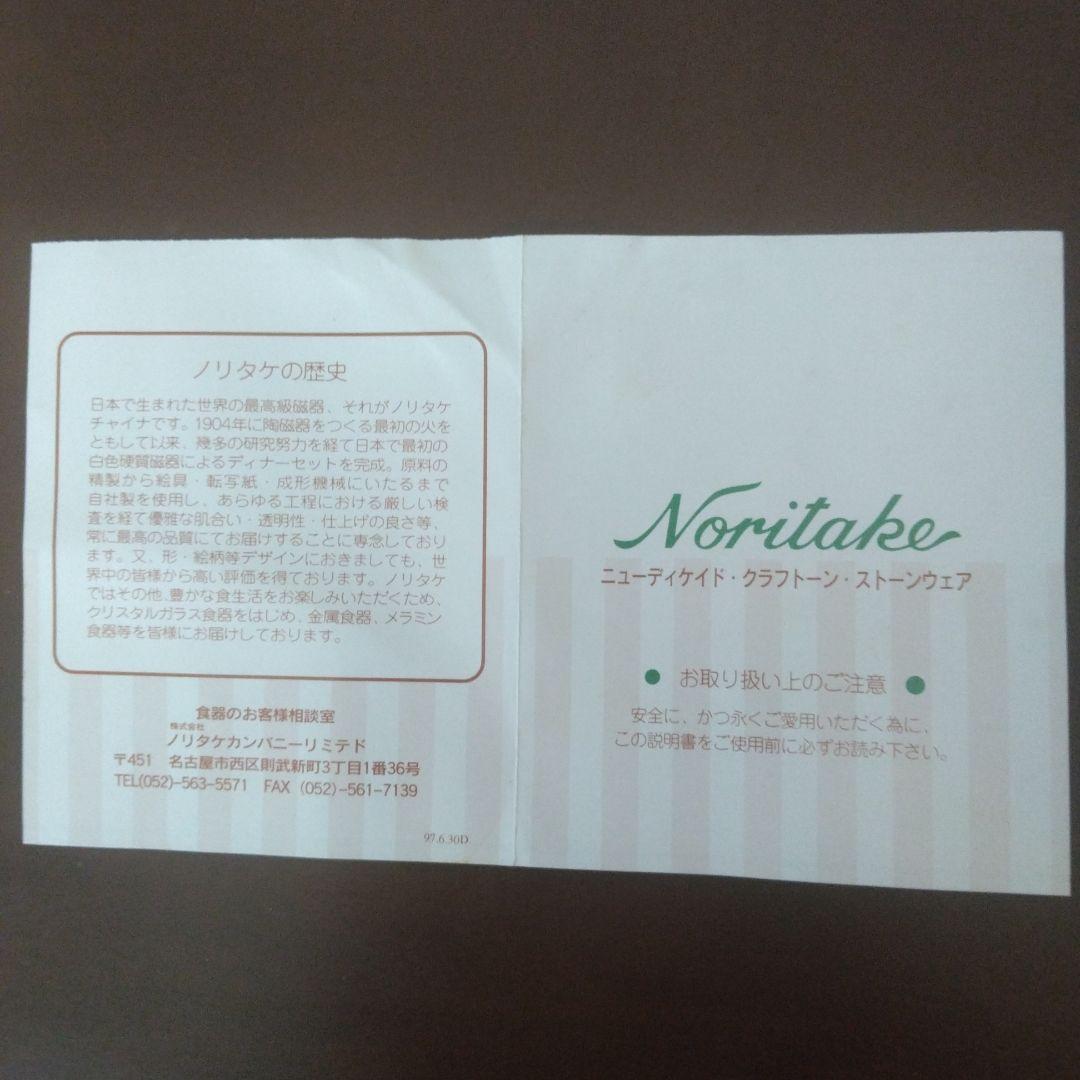 ノリタケの歴史
日本で生まれた世界の最高級磁器、それがノリタケ
チャイナです。1904年に陶磁器をつくる最初の火を
ともして以来、幾多の研究努力を経て日本で最初の
白色硬質磁器によるディナーセットを完成。原料の
精製から絵具・転写紙・成形機械にいたるまで
自社製を使用し、あらゆる工程における厳しい検
査を経て優雅な肌合い・透明性・仕上げの良さ等、
常に最高の品質にてお届けすることに専念しており
ます。又、形・絵柄等デザインにおきましても、世
界中の皆様から高い評価を得ております。ノリタケ
ではその他、豊かな食生活をお楽しみいただくため、
クリスタルガラス食器をはじめ、金属食器、メラミン
食器等を皆様にお届けしております。
食器のお客様相談室
株式会社
ノリタケカンパニーリミテド
〒451 名古屋市西区則武新町3丁目1番36号
TEL(052)-563-5571 FAX (052)-561-7139
97.6.30D
Noritake
ニューディケイド・クラフトーン・ストーンウェア
● お取り扱い上のご注意 ●
安全に、かつ永くご愛用いただく為に、
この説明書をご使用前に必ずお読み下さい。